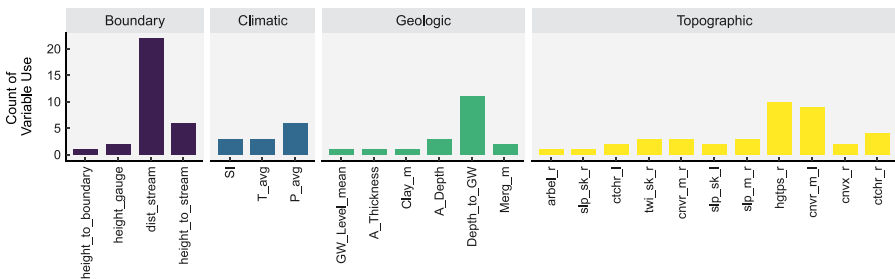 Boundary
Climatic
Geologic
Topographic
Count of
Variable Use
20
15
10
5
0
height_to_boundary
height_gauge
dist_stream
height_to_stream
SI
T_avg
P_avg
GW_Level_mean
A_Thickness
Clay_m
A_Depth
Depth_to_GW
Merg_m
arbel_r
slp_sk_r
ctchr_l
twi_sk_r
cnvr_m_r
slp_sk_l
slp_m_r
hgtps_r
cnvr_m_l
cnvx_r
ctchr_r